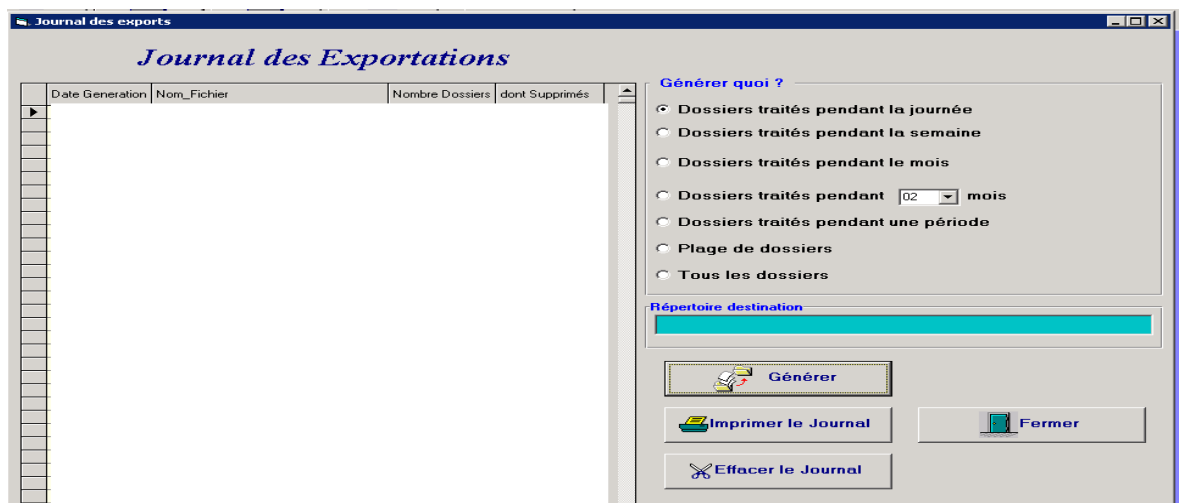 Journal des exports
Journal des Exportations
Date Generation Nom_Fichier Nombre Dossiers dont Supprimés
Générer quoi ?
Dossiers traités pendant la journée
Dossiers traités pendant la semaine
Dossiers traités pendant le mois
Dossiers traités pendant 02 mois
Dossiers traités pendant une période
Plage de dossiers
Tous les dossiers
Répertoire destination
Générer
Imprimer le Journal
Fermer
Effacer le Journal